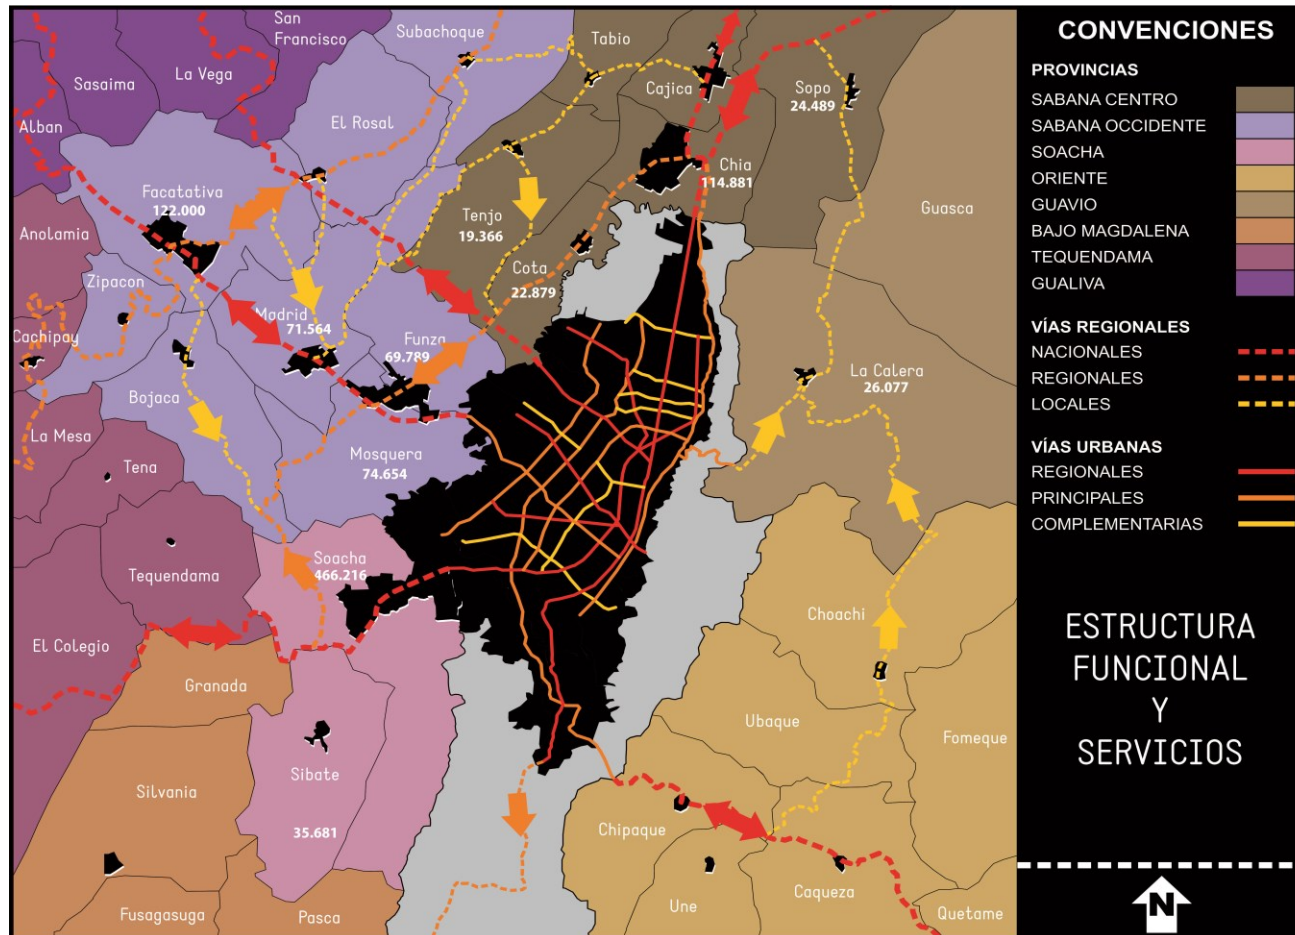 San
Francisco
Subachoque
Tabio
La Vega
Sasaima
Cajica
Sopo
24.489
Alban
El Rosal
Chia
114.881
Facatativa
122.000
Guasca
Tenjo
19.366
Anolamia
Cota
22.879
Zipacon
Madrid
71.564
Funza
69.789
Cachipay
La Calera
26.077
Bojaca
La Mesa
Mosquera
74.654
Tena
Soacha
466.216
Tequendama
Choachi
El Colegio
Granada
Ubaque
Fomeque
Sibate
Silvania
35.681
Chipaque
Caqueza
Une
Fusagasuga
Pasca
Quetame
CONVENCIONES
PROVINCIAS
SABANA CENTRO
SABANA OCCIDENTE
SOACHA
ORIENTE
GUAVIO
BAJO MAGDALENA
TEQUENDAMA
GUALIVA
VÍAS REGIONALES
NACIONALES
REGIONALES
LOCALES
VÍAS URBANAS
REGIONALES
PRINCIPALES
COMPLEMENTARIAS
ESTRUCTURA
FUNCIONAL
Y
SERVICIOS
N